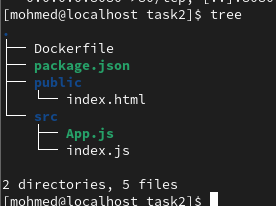 [mohmed@localhost task2]$ tree
.
├── Dockerfile
├── package.json
├── public
│   └── index.html
└── src
    ├── App.js
    └── index.js
2 directories, 5 files
[mohmed@localhost task2]$